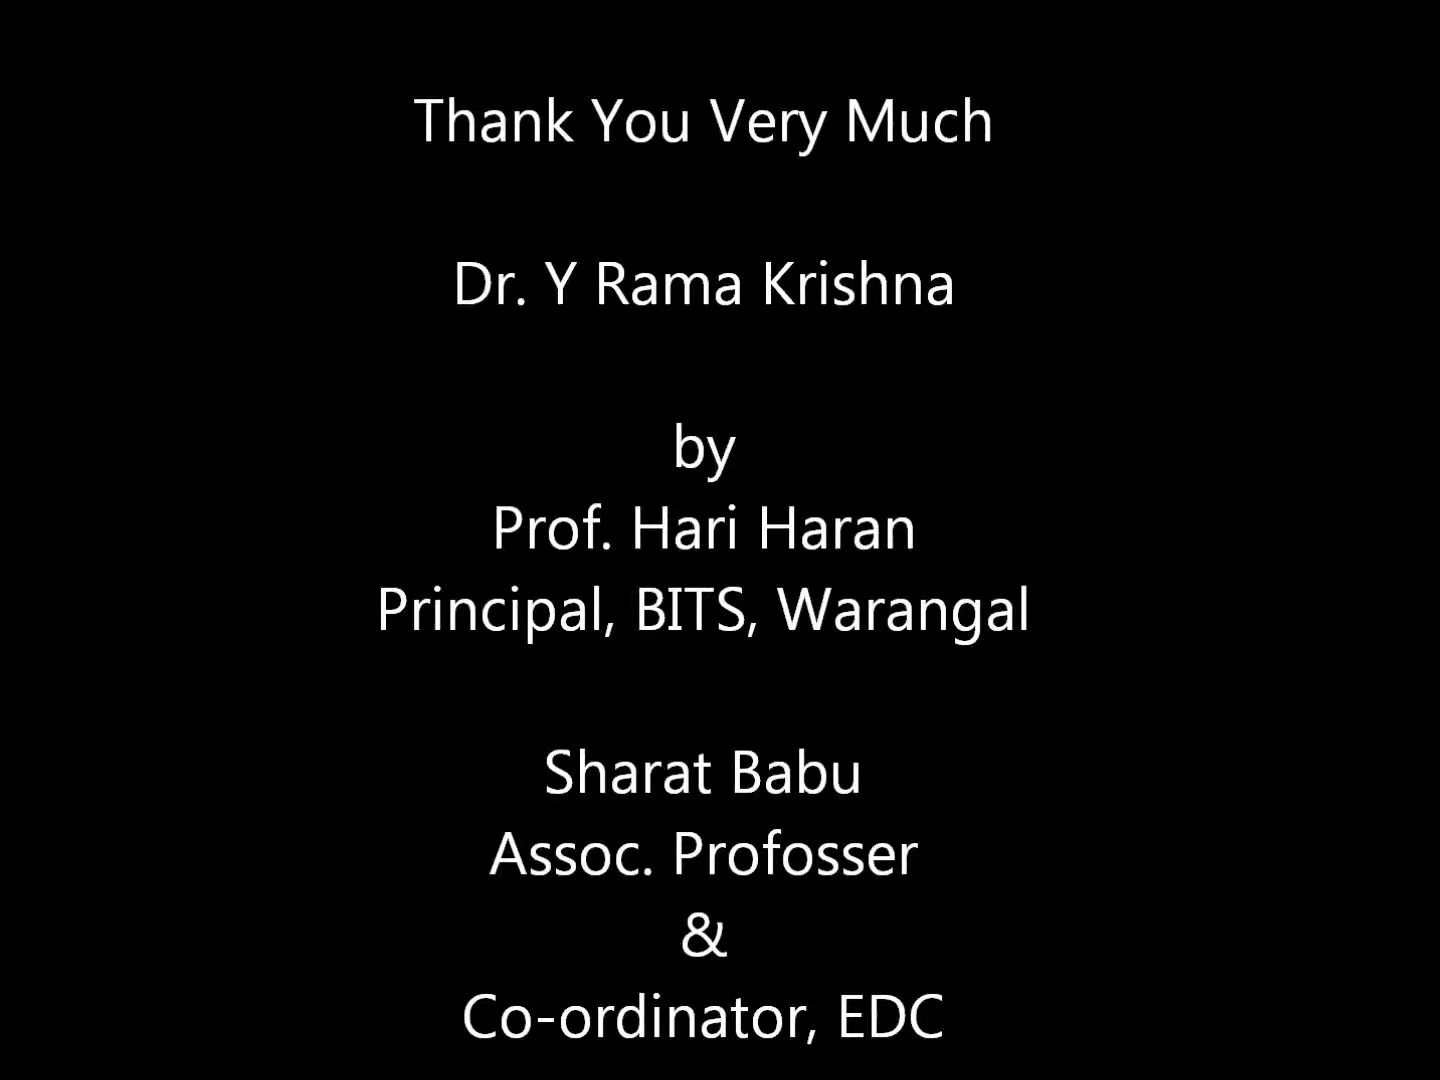 Thank You Very Much
Dr. Y Rama Krishna
by
Prof. Hari Haran
Principal, BITS, Warangal
Sharat Babu
Assoc. Profosser
&
Co-ordinator, EDC